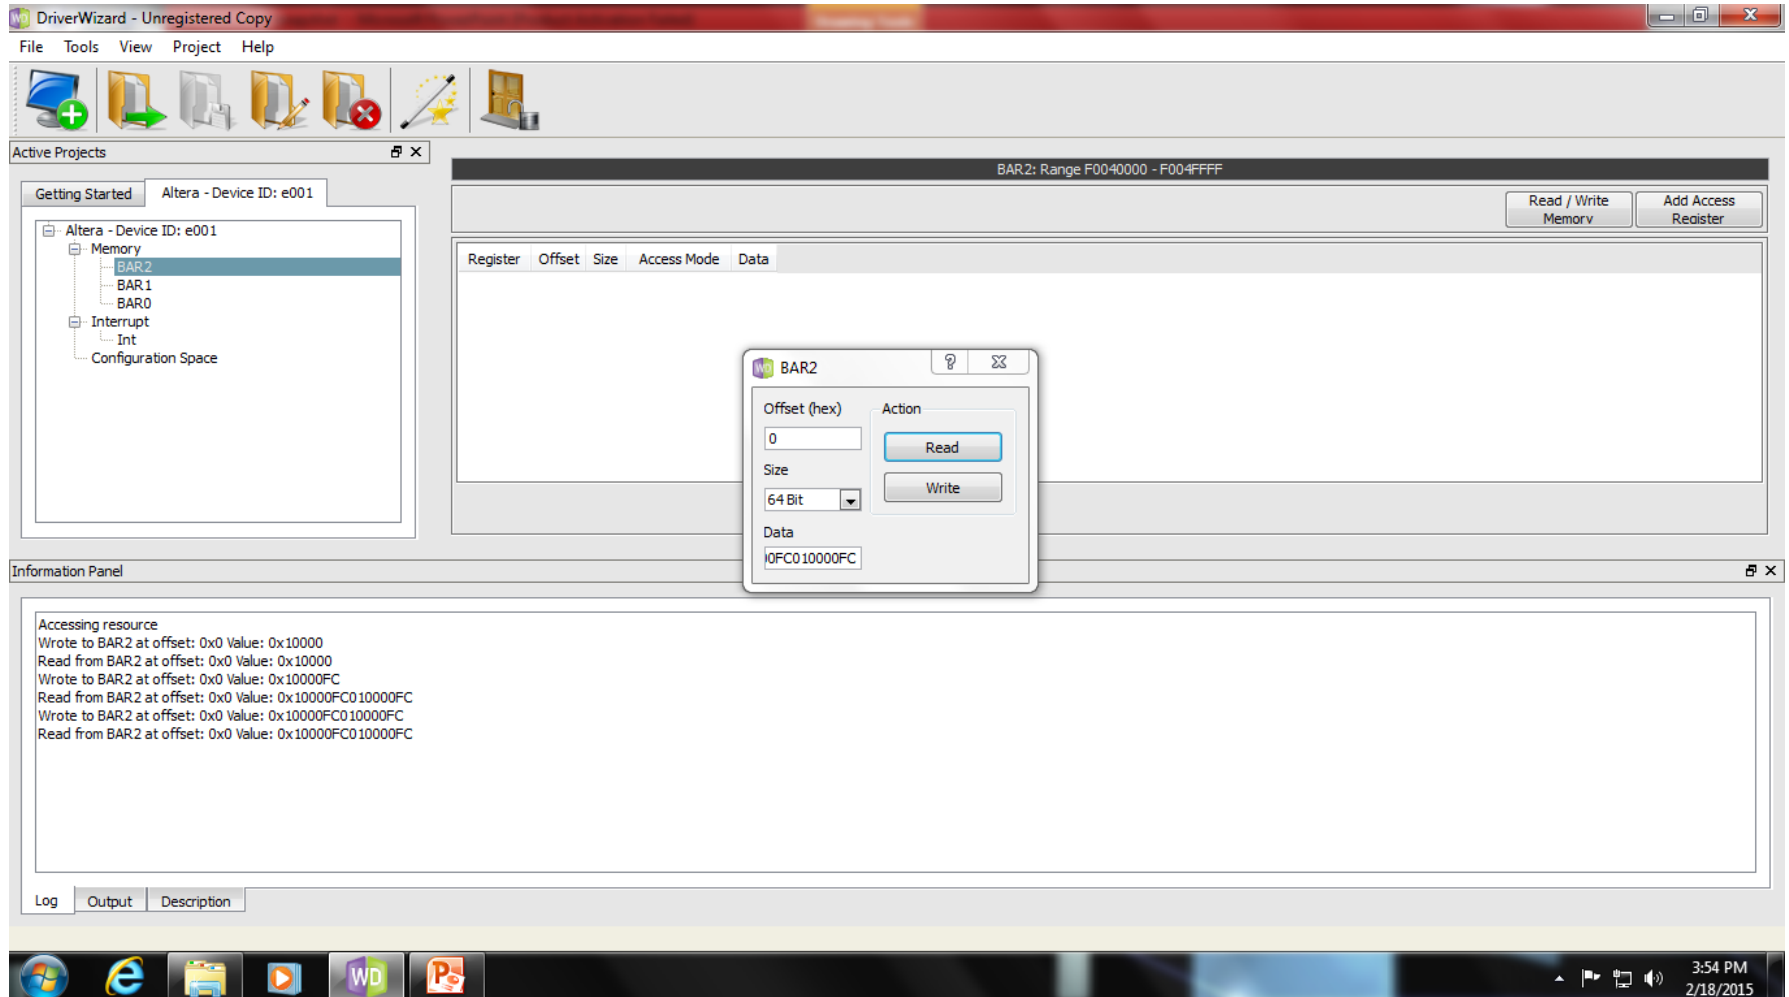 DriverWizard - Unregistered Copy
File Tools View Project Help
Active Projects
Getting Started Altera - Device ID: e001
Altera - Device ID: e001
Memory
BAR2
BAR1
BAR0
Interrupt
Int
Configuration Space
BAR2: Range F0040000 - F004FFFF
Read / Write Memory
Add Access Register
Register Offset Size Access Mode Data
BAR2
Offset (hex) Action
0
Read
Size
64 Bit
Write
Data
0FC010000FC
Information Panel
Accessing resource
Wrote to BAR2 at offset: 0x0 Value: 0x10000
Read from BAR2 at offset: 0x0 Value: 0x10000
Wrote to BAR2 at offset: 0x0 Value: 0x10000FC
Read from BAR2 at offset: 0x0 Value: 0x10000FC010000FC
Wrote to BAR2 at offset: 0x0 Value: 0x10000FC010000FC
Read from BAR2 at offset: 0x0 Value: 0x10000FC010000FC
Log Output Description
WD
3:54 PM
2/18/2015